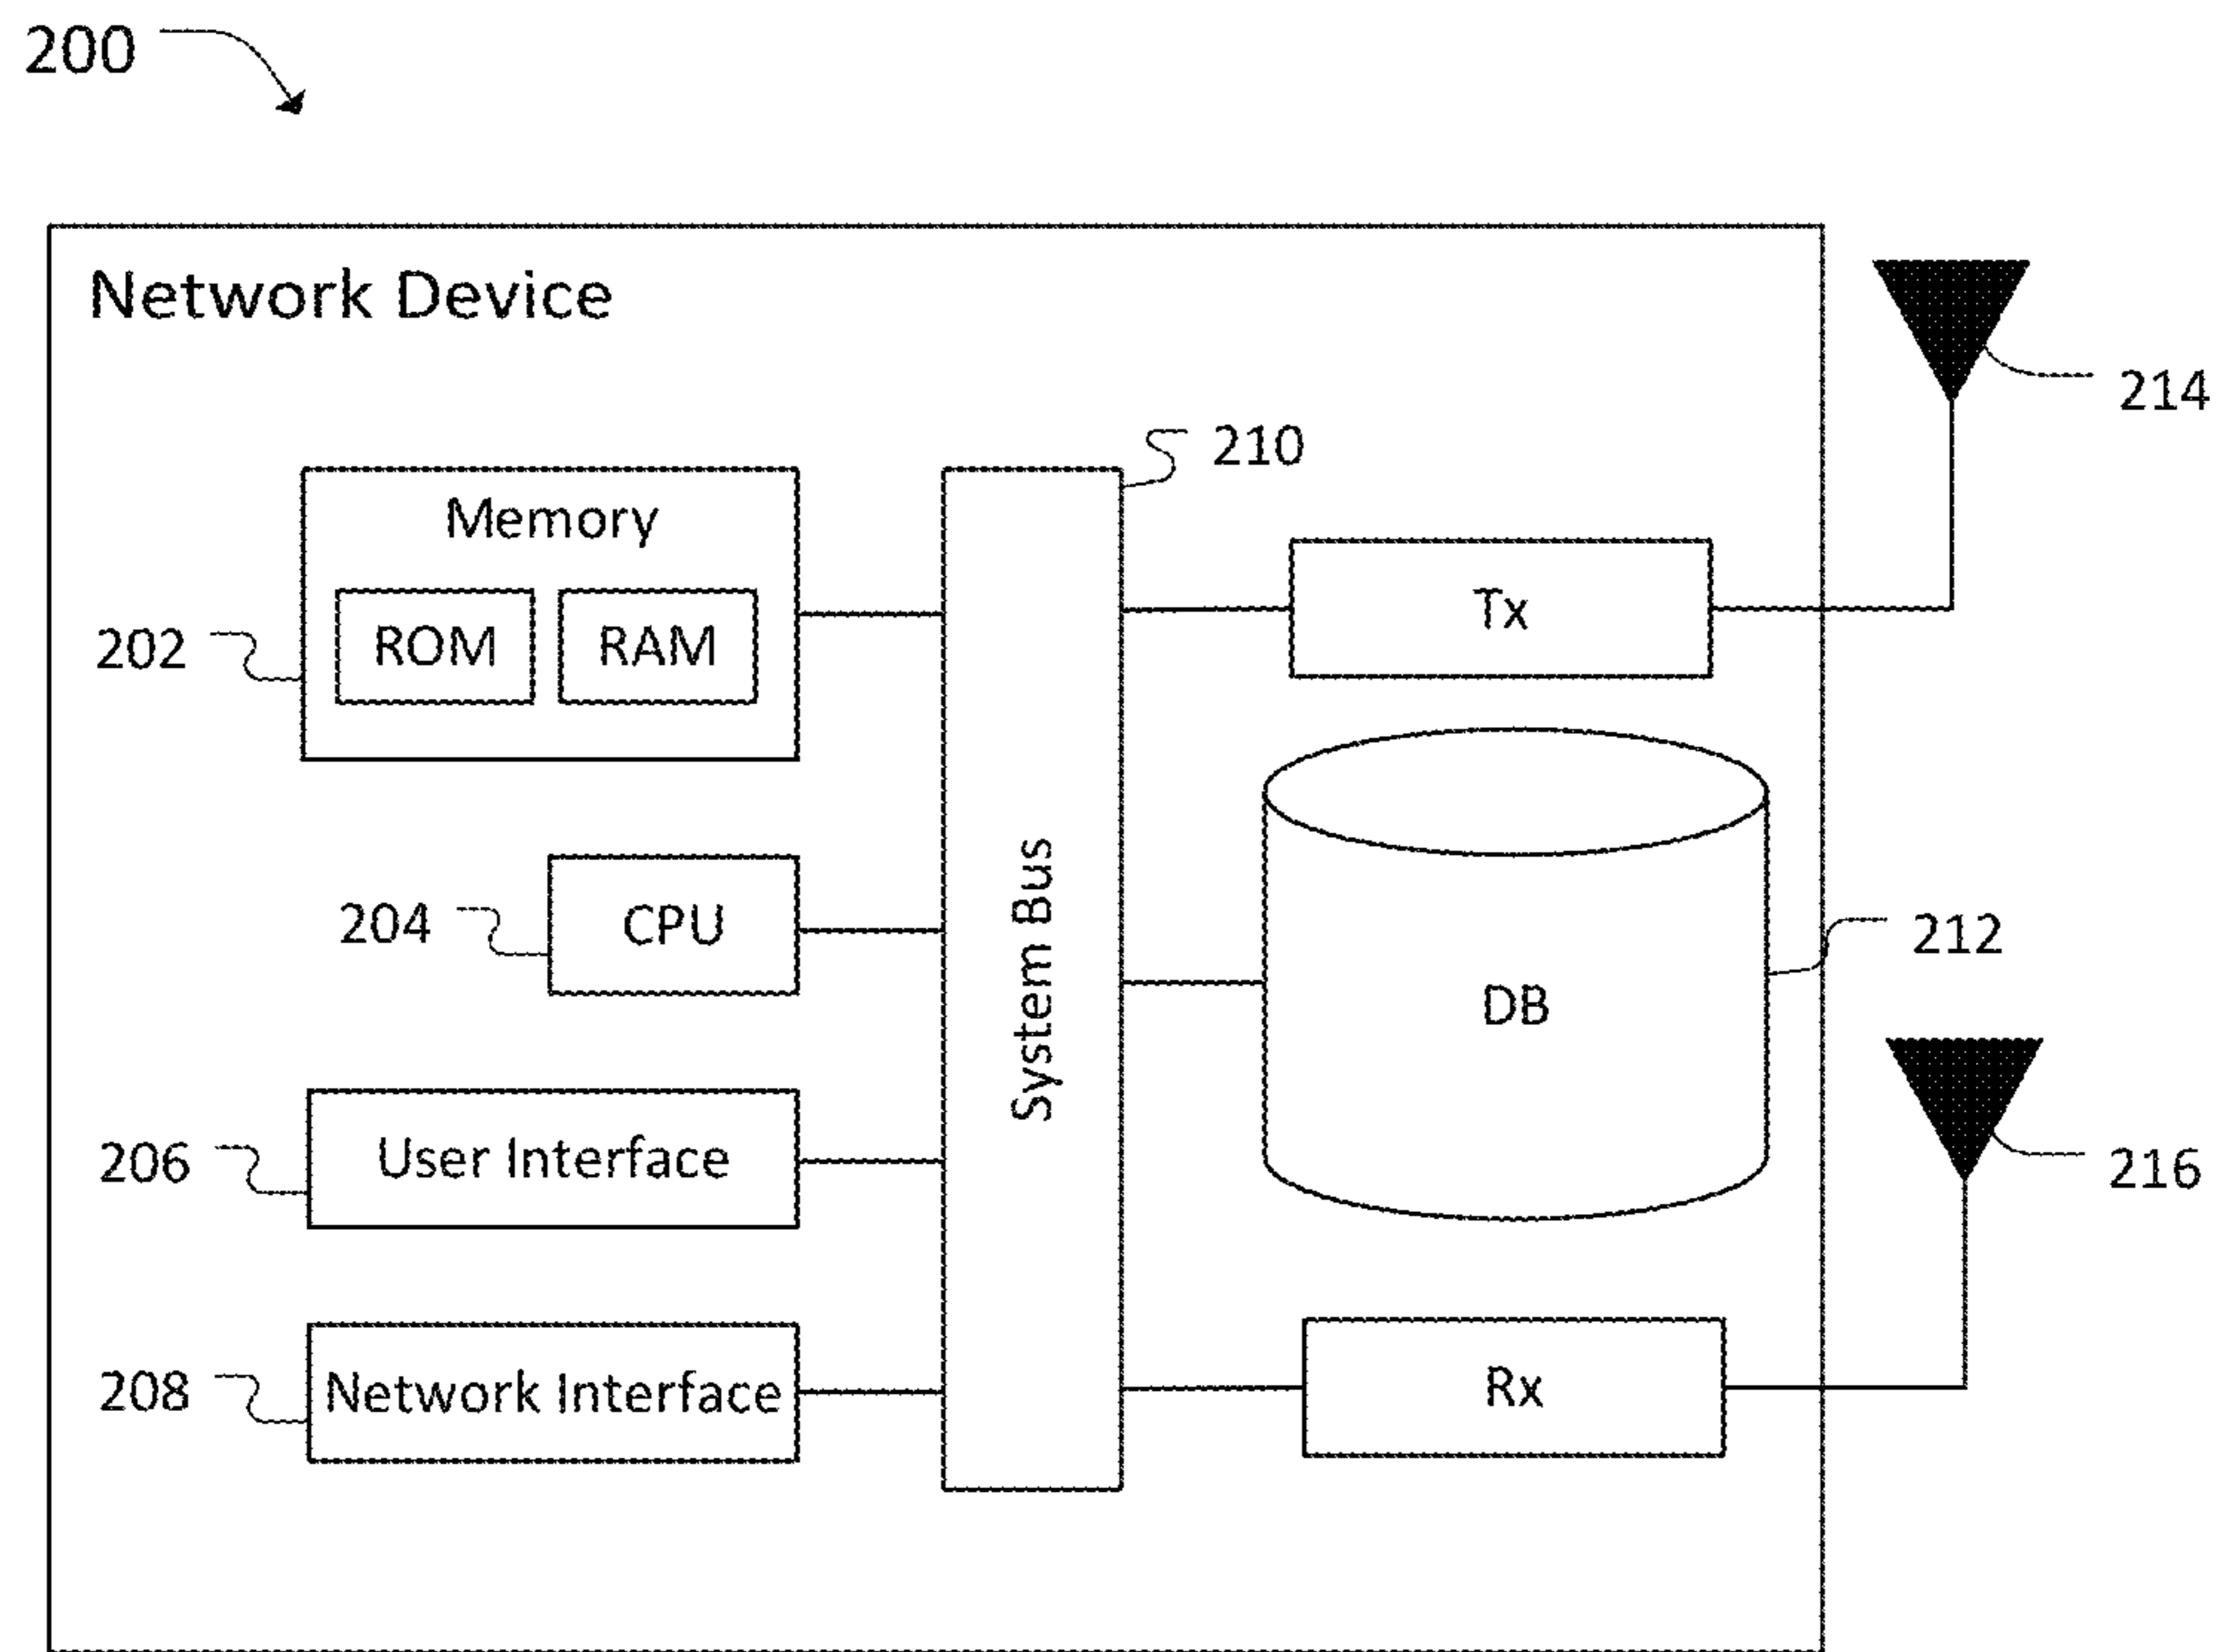 200
Network Device
214
210
Memory
Tx
202
ROM
RAM
204
CPU
System Bus
212
DB
206
User Interface
216
208
Network Interface
Rx